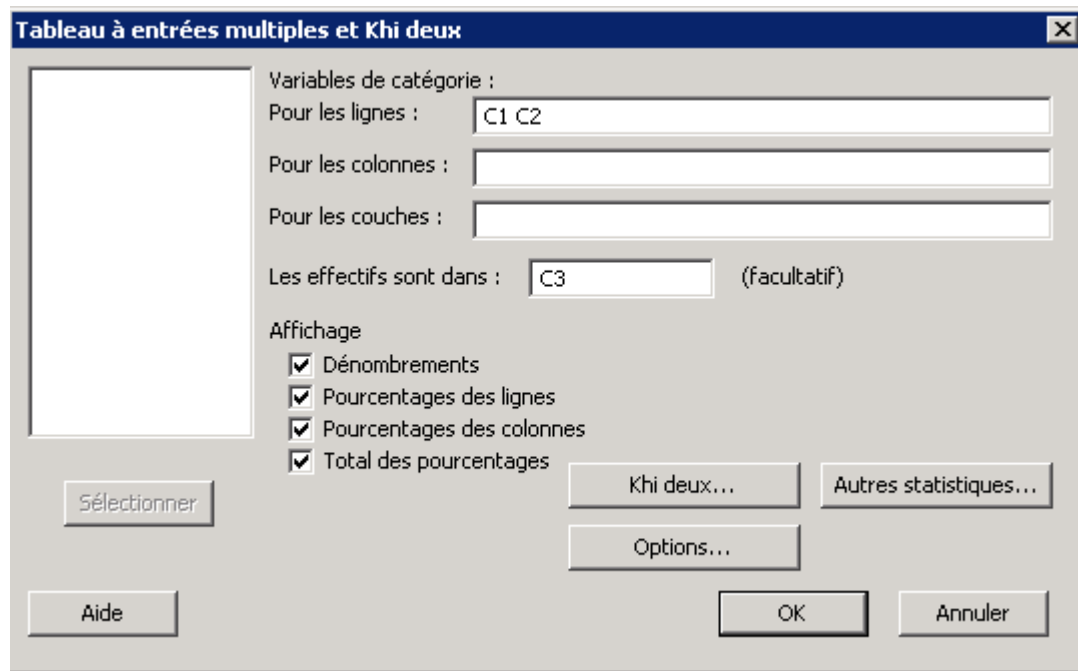 Tableau à entrées multiples et Khi deux
Variables de catégorie :
Pour les lignes : C1 C2
Pour les colonnes :
Pour les couches :
Les effectifs sont dans : C3 (facultatif)
Affichage
Dénombrements
Pourcentages des lignes
Pourcentages des colonnes
Total des pourcentages
Sélectionner
Khi deux... Autres statistiques...
Options...
Aide OK Annuler